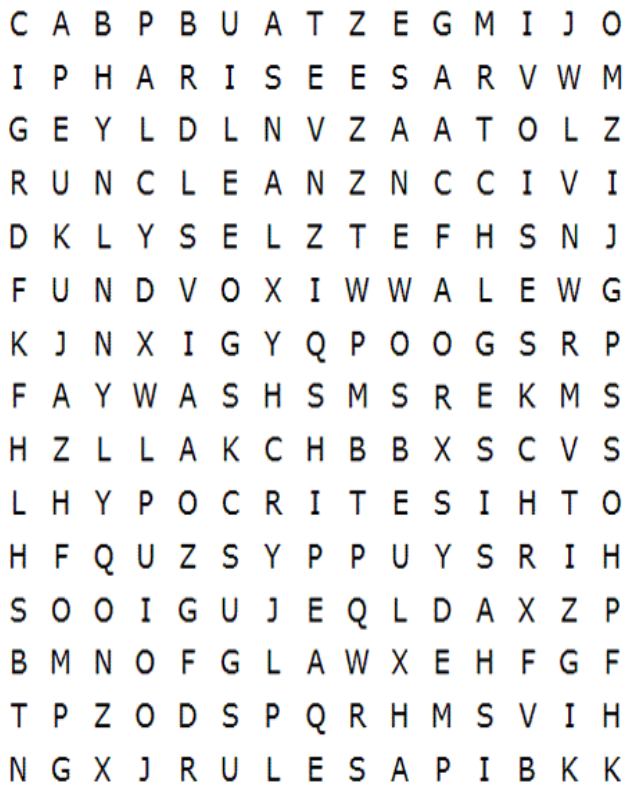 C A B P B U A T Z E G M I J O
I P H A R I S E E S A R V W M
G E Y L D L N V Z A A T O L Z
R U N C L E A N Z N C C I V I
D K L Y S E L Z T E F H S N J
F U N D V O X I W W A L E W G
K J N X I G Y Q P O O G S R P
F A Y W A S H S M S R E K M S
H Z L L A K C H B B X S C V S
L H Y P O C R I T E S I H T O
H F Q U Z S Y P P U Y S R I H
S O O I G U J E Q L D A X Z P
B M N O F G L A W X E H F G F
T P Z O D S P Q R H M S V I H
N G X J R U L E S A P I B K K